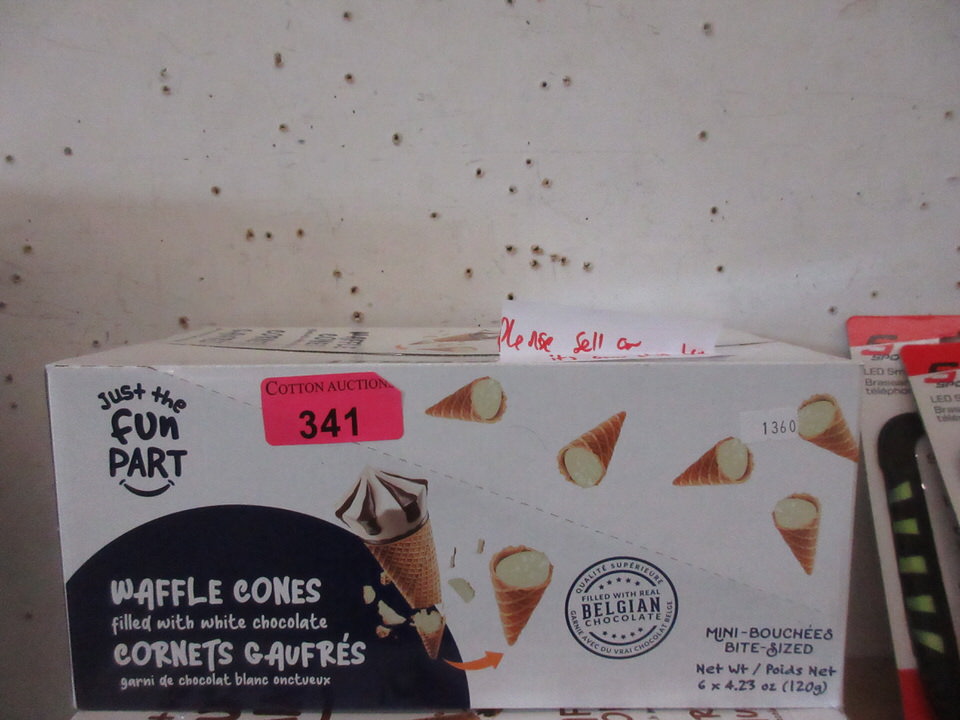 Please sell on
COTTON AUCTIONS
341
1360
Just the
Fun
PART
WAFFLE CONES
filled with white chocolate
CORNETS GAUFRÉS
garni de chocolat blanc onctueux
QUALITÉ SUPÉRIEURE
FILLED WITH REAL
BELGIAN
CHOCOLATE
GARNIE AVEC DU VRAI CHOCOLAT BELGE
MINI-BOUCHÉES
BITE-SIZED
Net Wt / Poids Net
6 x 4.23 oz (120g)
LED
LED